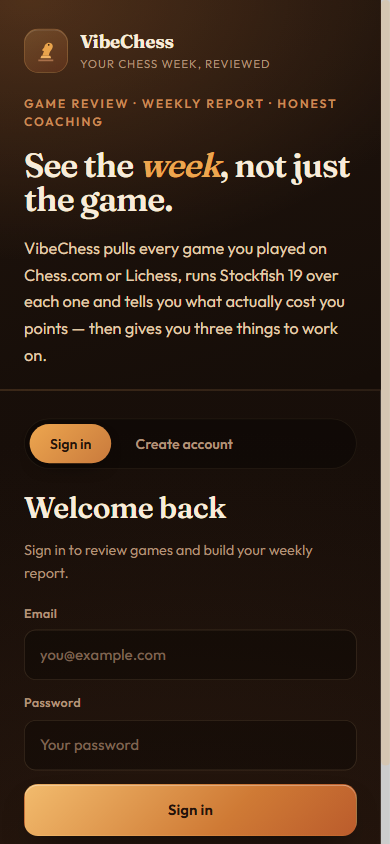 VibeChess
YOUR CHESS WEEK, REVIEWED
GAME REVIEW · WEEKLY REPORT · HONEST
COACHING
See the week, not just
the game.
VibeChess pulls every game you played on
Chess.com or Lichess, runs Stockfish 19 over
each one and tells you what actually cost you
points — then gives you three things to work
on.
Sign in
Create account
Welcome back
Sign in to review games and build your weekly
report.
Email
you@example.com
Password
Your password
Sign in